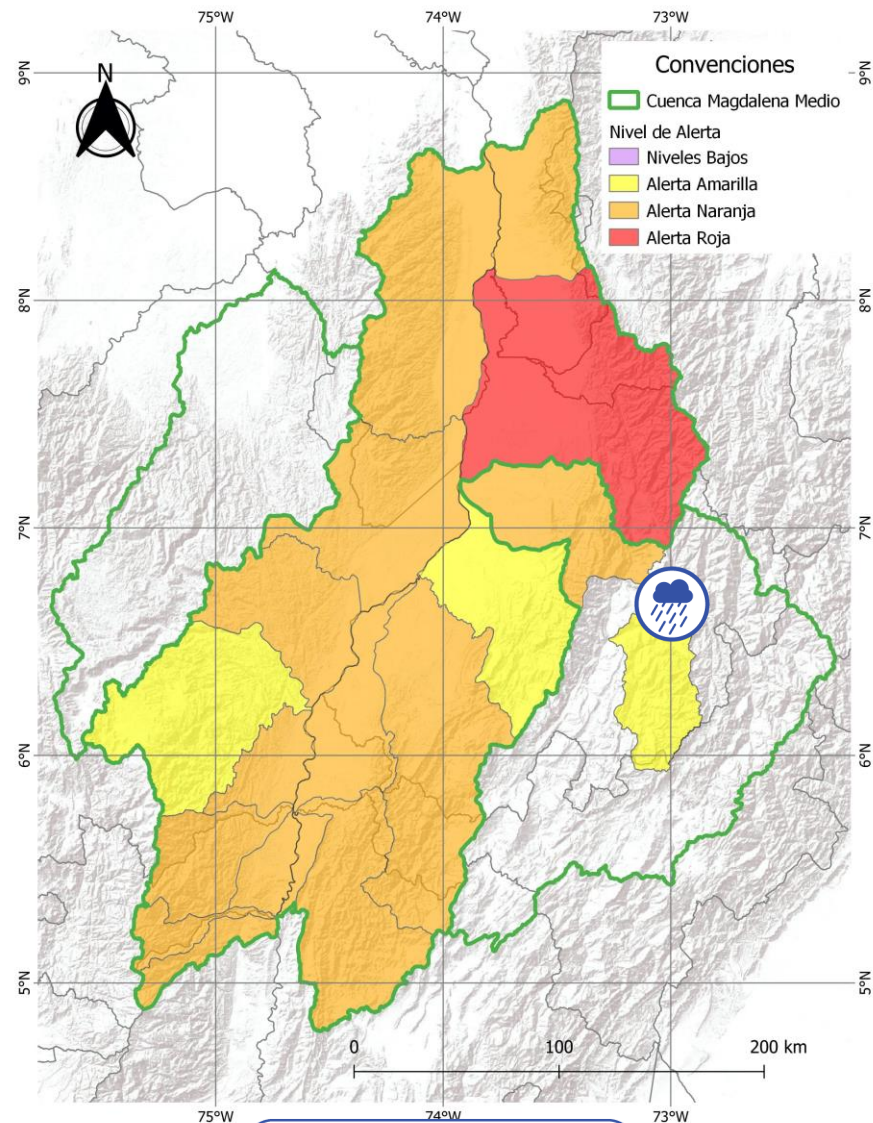 75°W 74°W 73°W
N
Convenciones
Cuenca Magdalena Medio
Nivel de Alerta
Niveles Bajos
Alerta Amarilla
Alerta Naranja
Alerta Roja
9°N 9°N
8°N 8°N
7°N 7°N
6°N 6°N
5°N 5°N
0 100 200 km
75°W 74°W 73°W